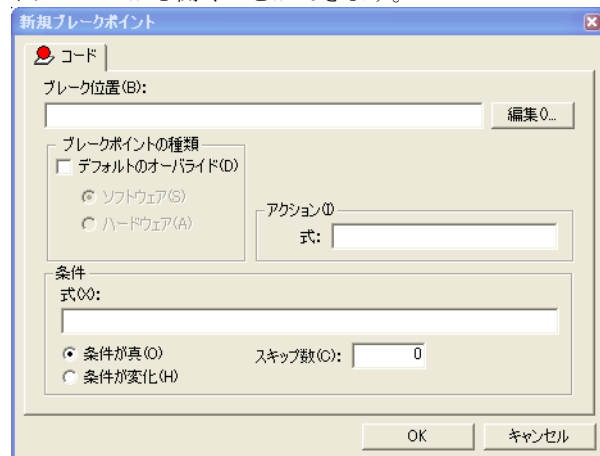 新規ブレークポイント
コード
ブレーク位置(B):
編集()...
ブレークポイントの種類
デフォルトのオーバライド(D)
ソフトウェア(S)
ハードウェア(A)
アクション(I)
式:
条件
式(X):
条件が真(O)
スキップ数(C): 0
条件が変化(H)
OK キャンセル